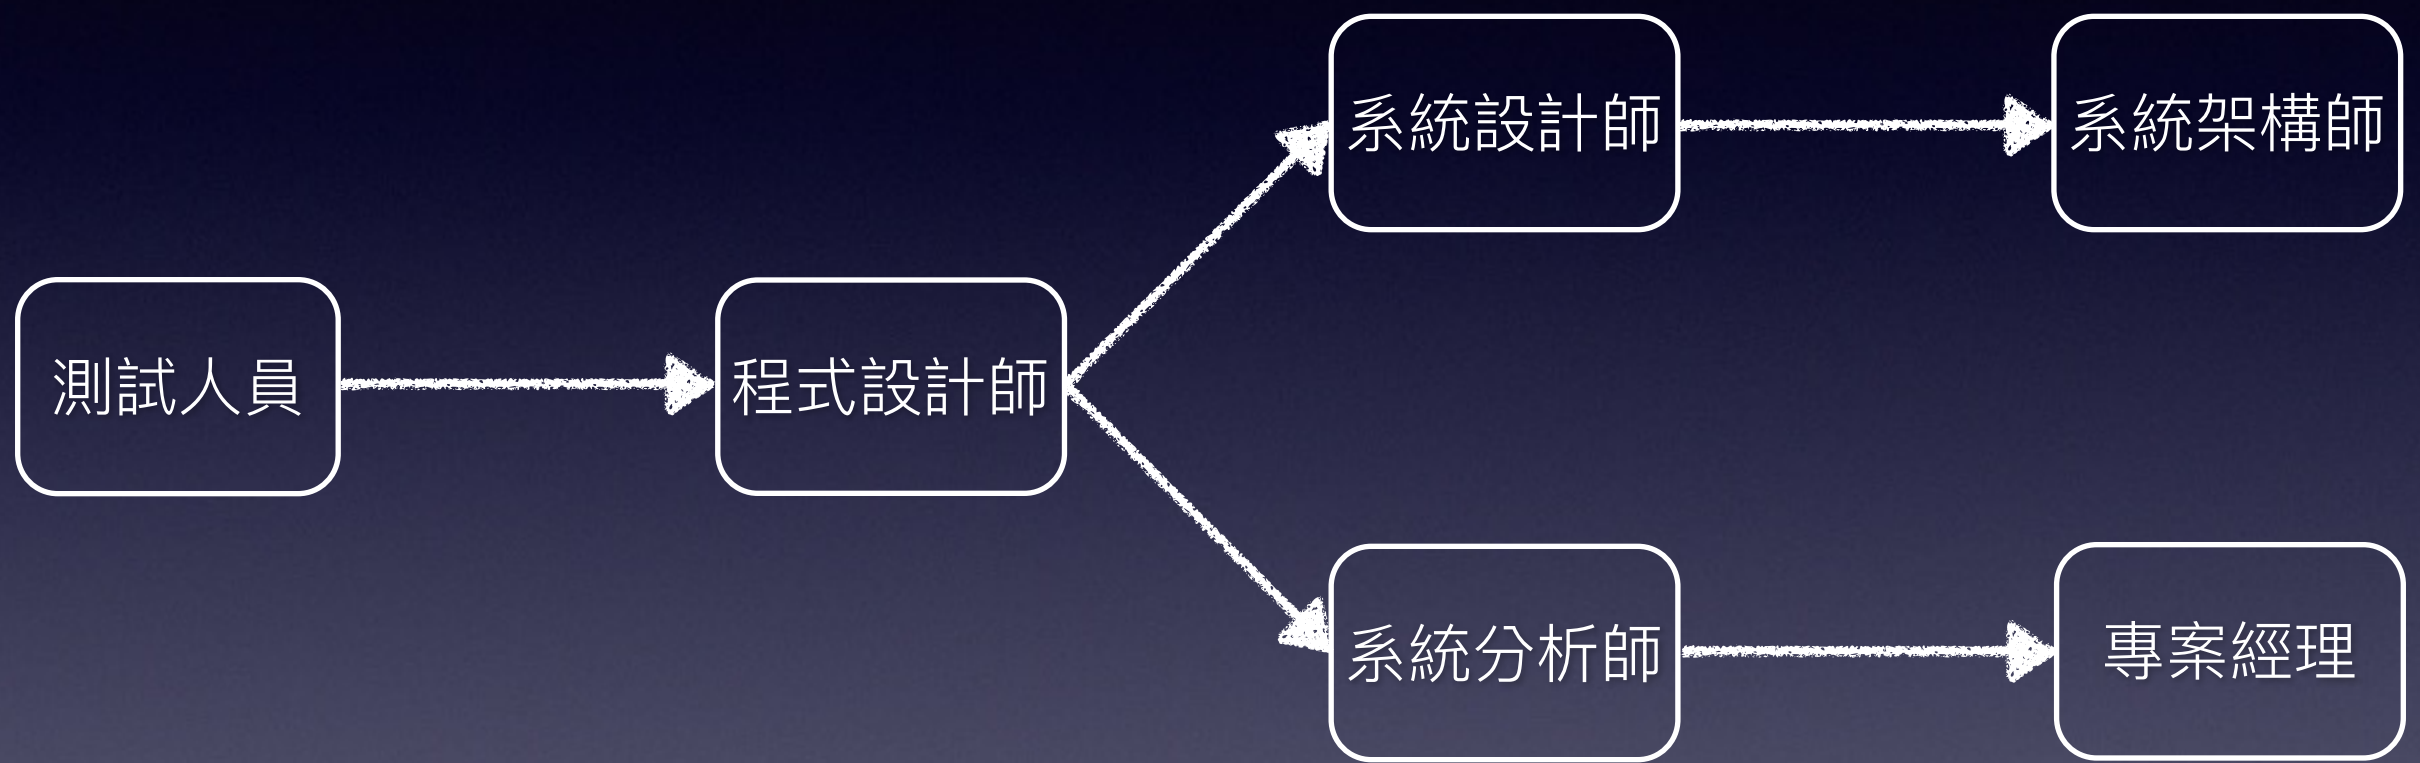 系統設計師
系統架構師
測試人員
程式設計師
系統分析師
專案經理